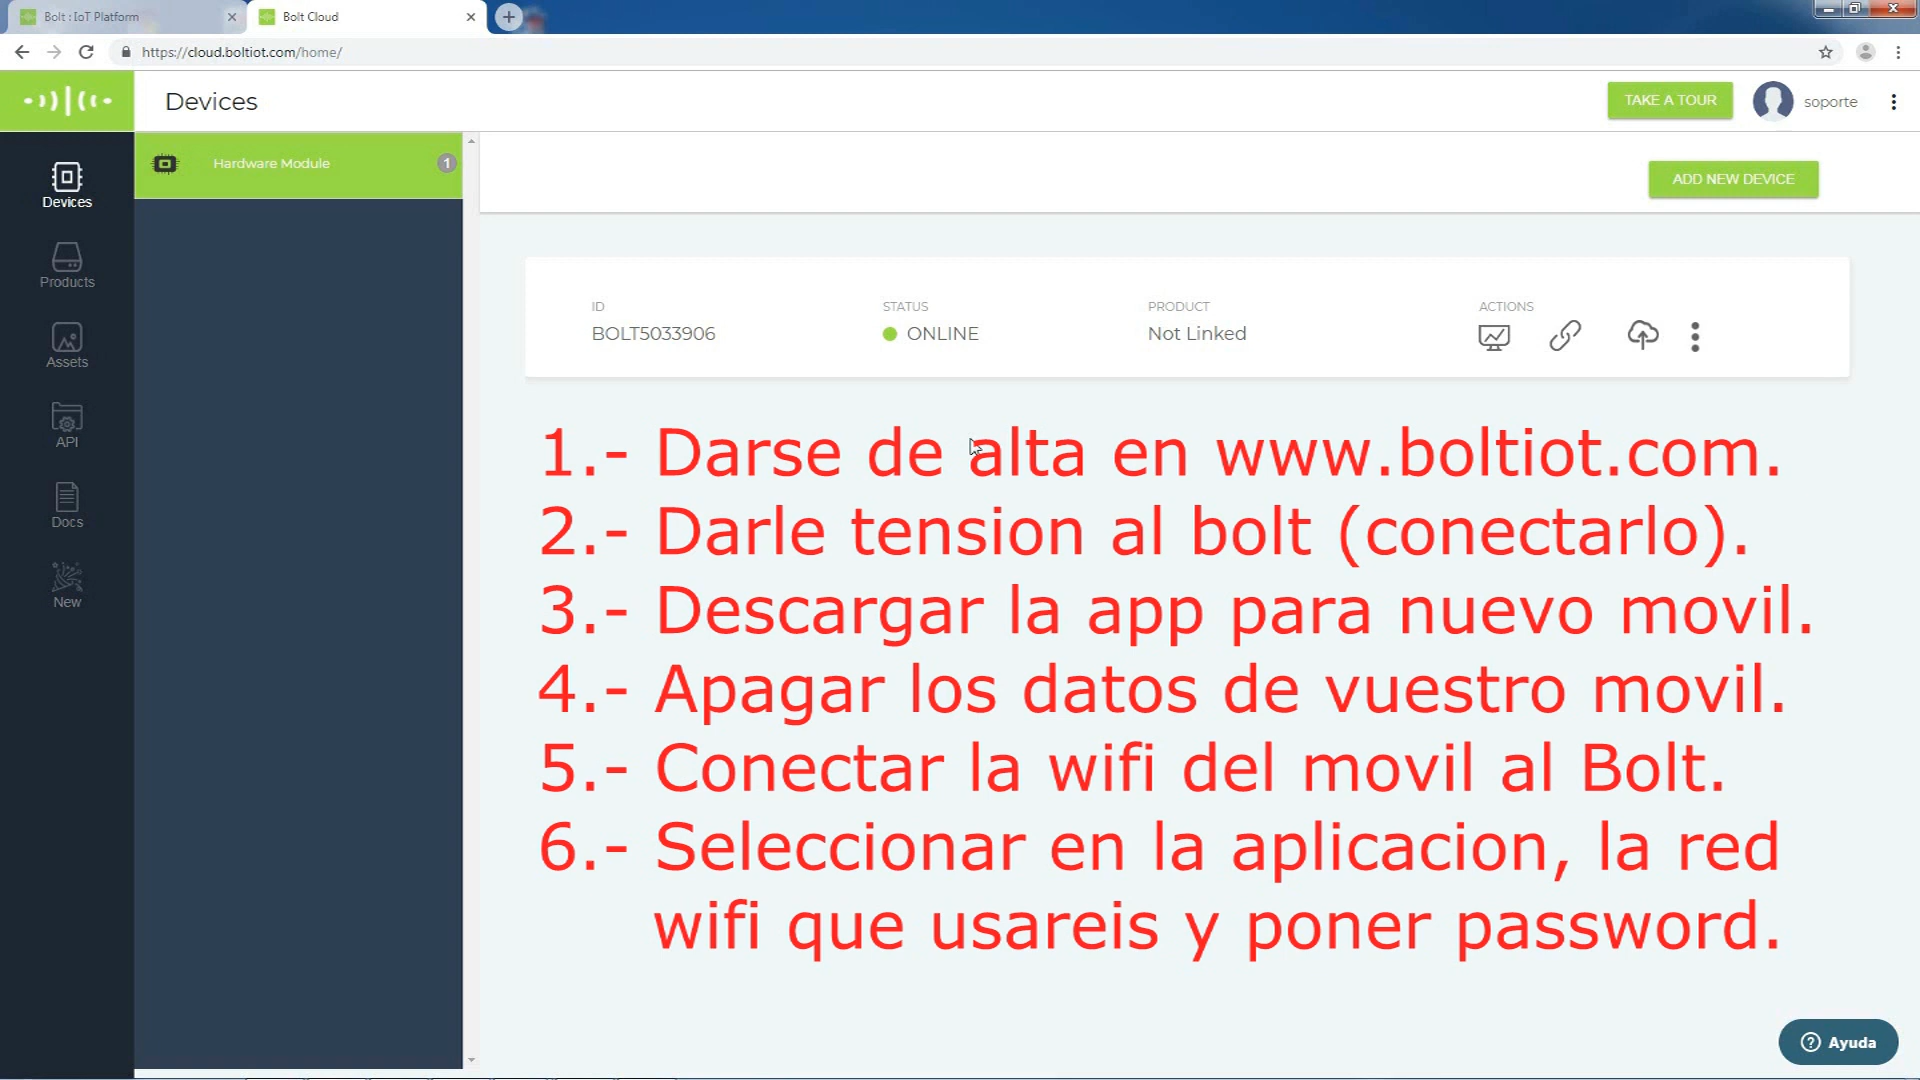 Bolt : IoT Platform
Bolt Cloud
https://cloud.boltiot.com/home/
Devices
TAKE A TOUR
soporte
Devices
Products
Assets
API
Docs
New
Hardware Module
1
ADD NEW DEVICE
ID
STATUS
PRODUCT
ACTIONS
BOLT5033906
ONLINE
Not Linked
1.- Darse de alta en www.boltiot.com.
2.- Darle tension al bolt (conectarlo).
3.- Descargar la app para nuevo movil.
4.- Apagar los datos de vuestro movil.
5.- Conectar la wifi del movil al Bolt.
6.- Seleccionar en la aplicacion, la red
wifi que usareis y poner password.
Ayuda